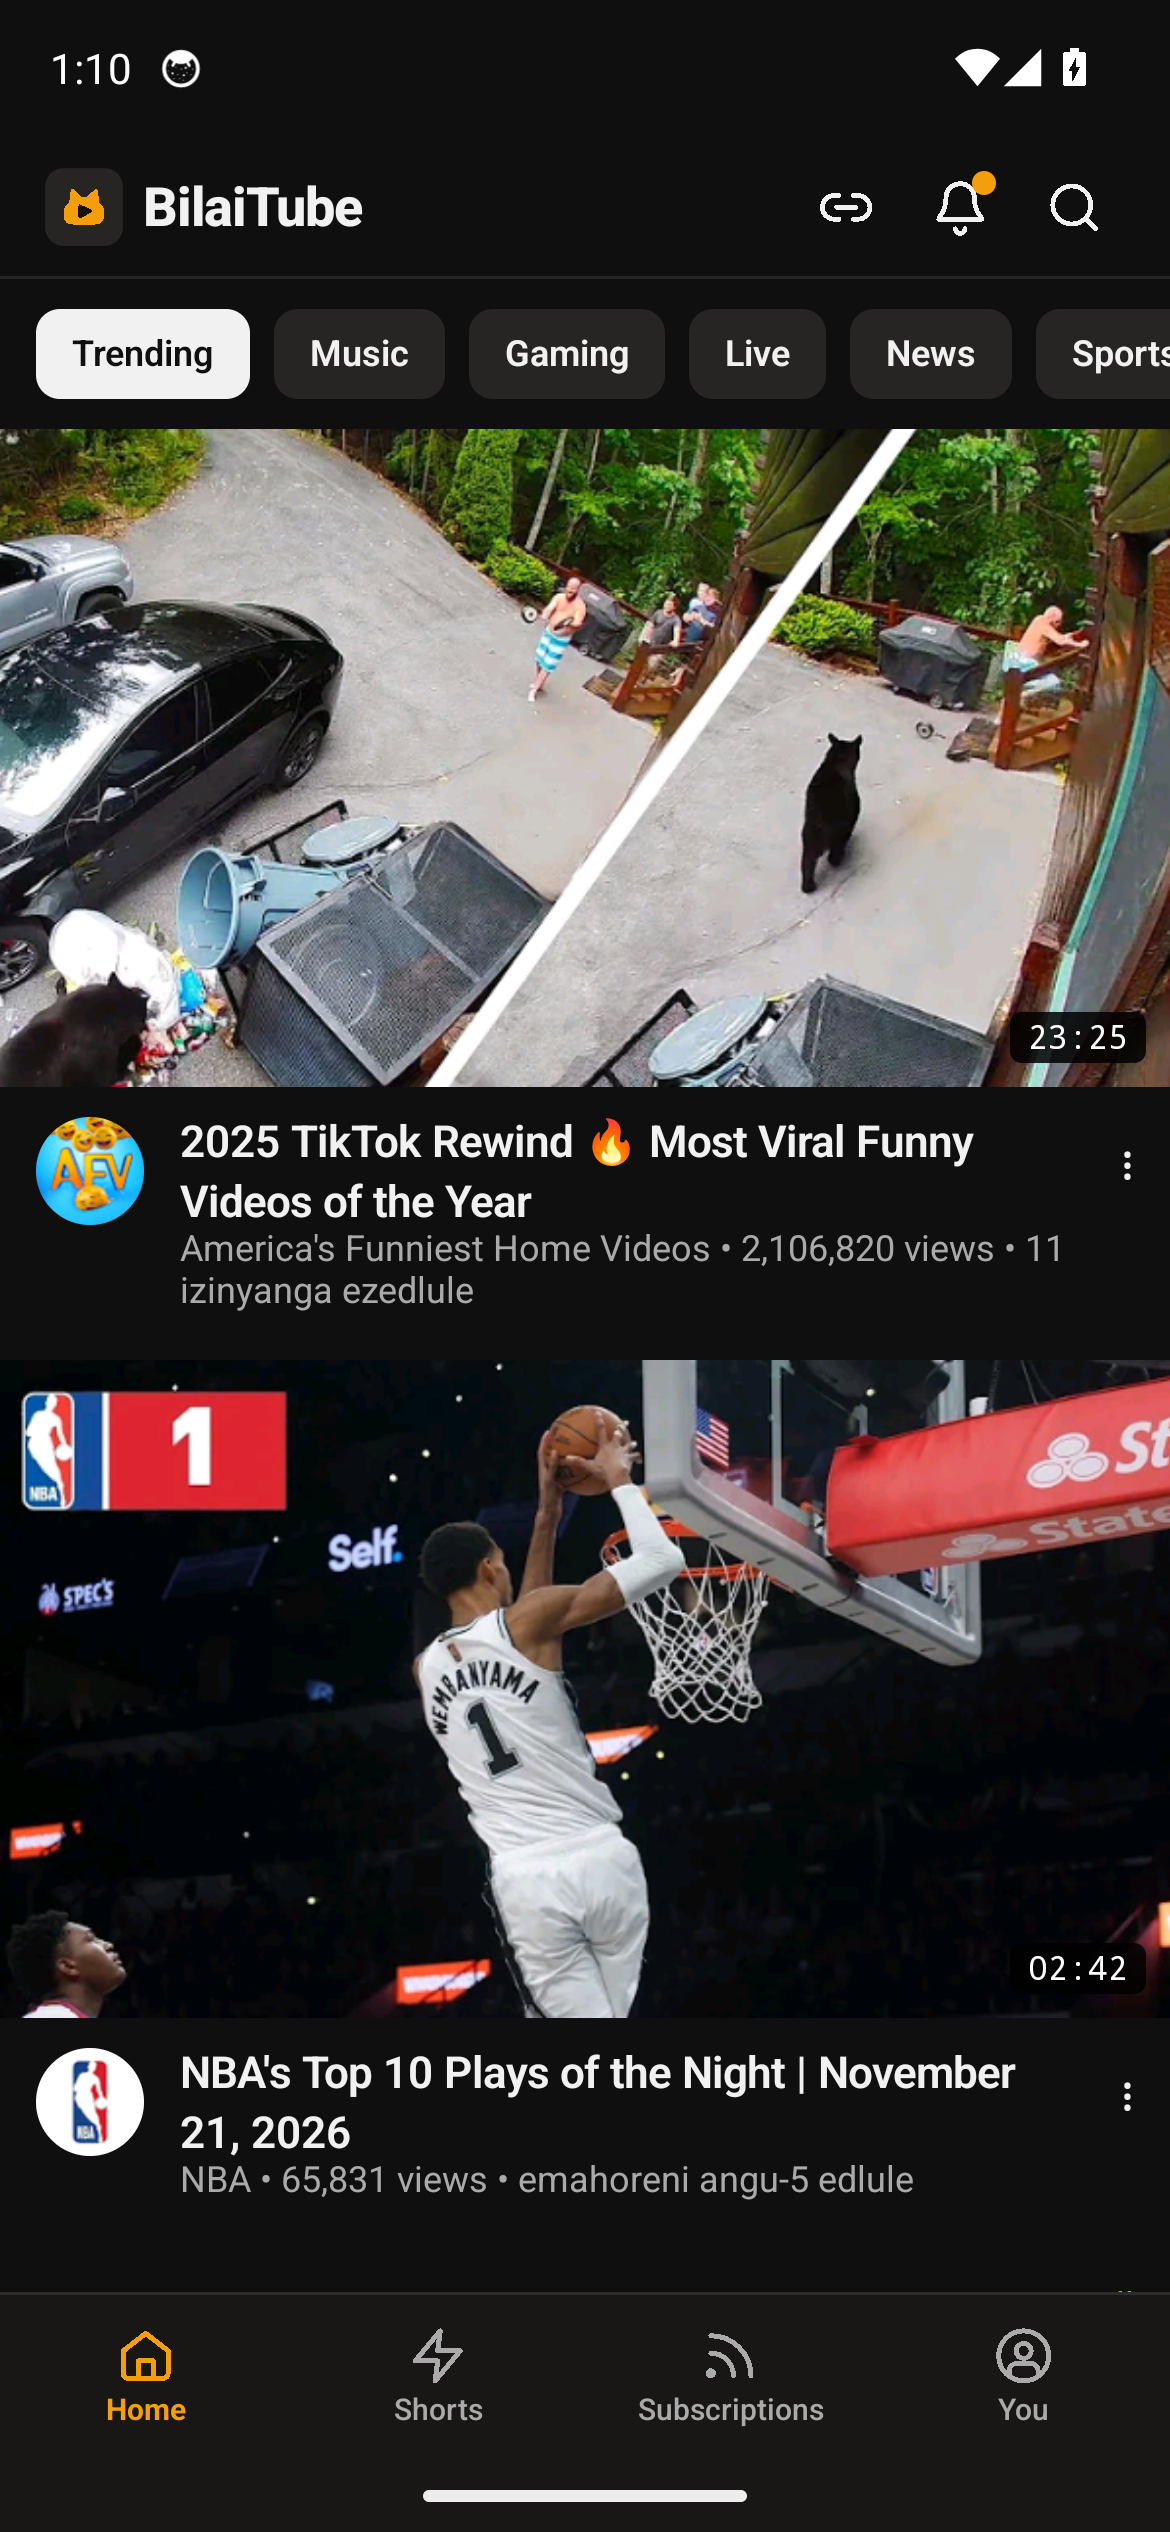 1:10
BilaiTube
Trending Music Gaming Live News Sports
23:25
AFV
2025 TikTok Rewind 🔥 Most Viral Funny
Videos of the Year
America's Funniest Home Videos • 2,106,820 views • 11
izinyanga ezedlule
NBA
1
St
State
Self.
SPEC'S
WEMBANYAMA
1
02:42
NBA
NBA's Top 10 Plays of the Night | November
21, 2026
NBA • 65,831 views • emahoreni angu-5 edlule
Home Shorts Subscriptions You